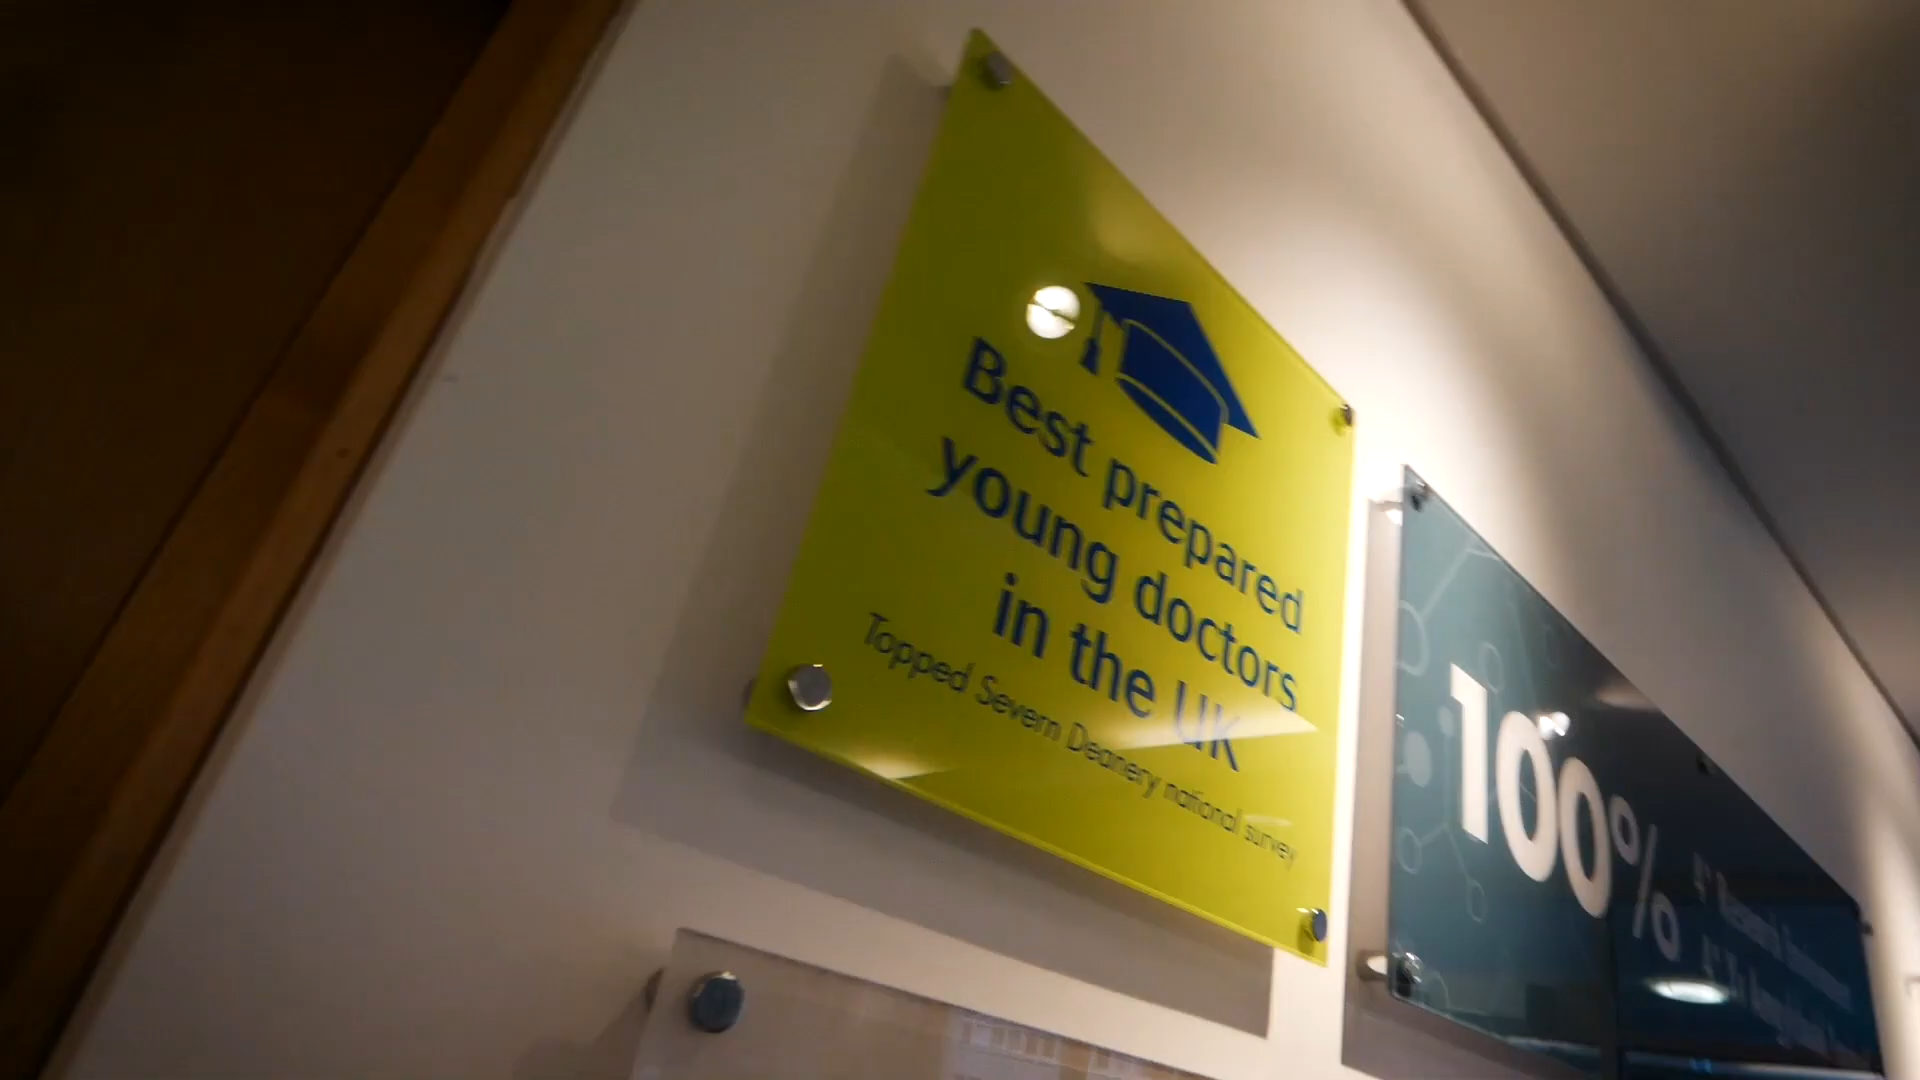 Best prepared
young doctors
in the UK
Topped Severn Deanery national survey
100%